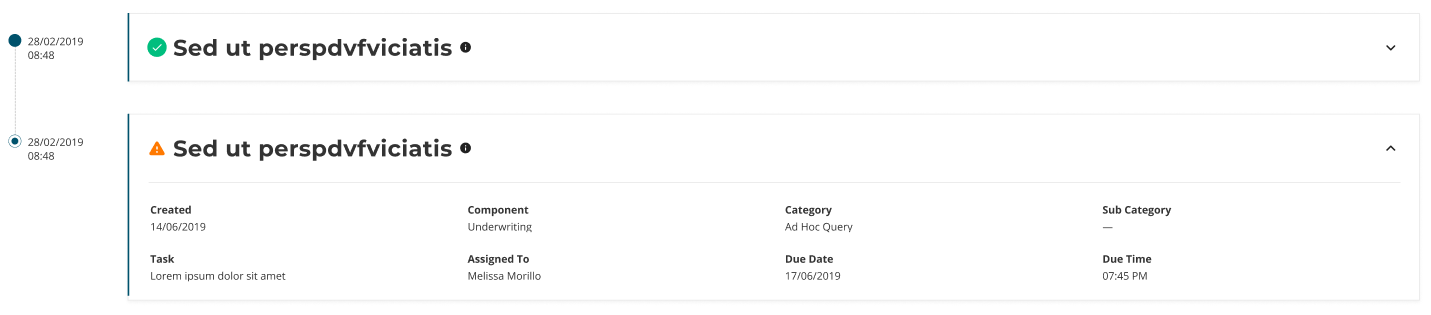 28/02/2019
08:48
Sed ut perspdvfviciatis
28/02/2019
08:48
Sed ut perspdvfviciatis
Created Component Category Sub Category
14/06/2019 Underwriting Ad Hoc Query —
Task Assigned To Due Date Due Time
Lorem ipsum dolor sit amet Melissa Morillo 17/06/2019 07:45 PM